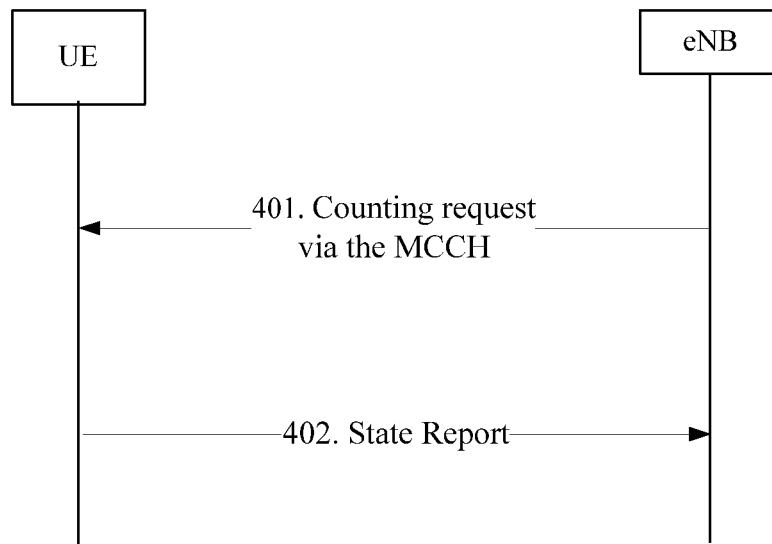 UE
eNB
401. Counting request
via the MCCH
402. State Report